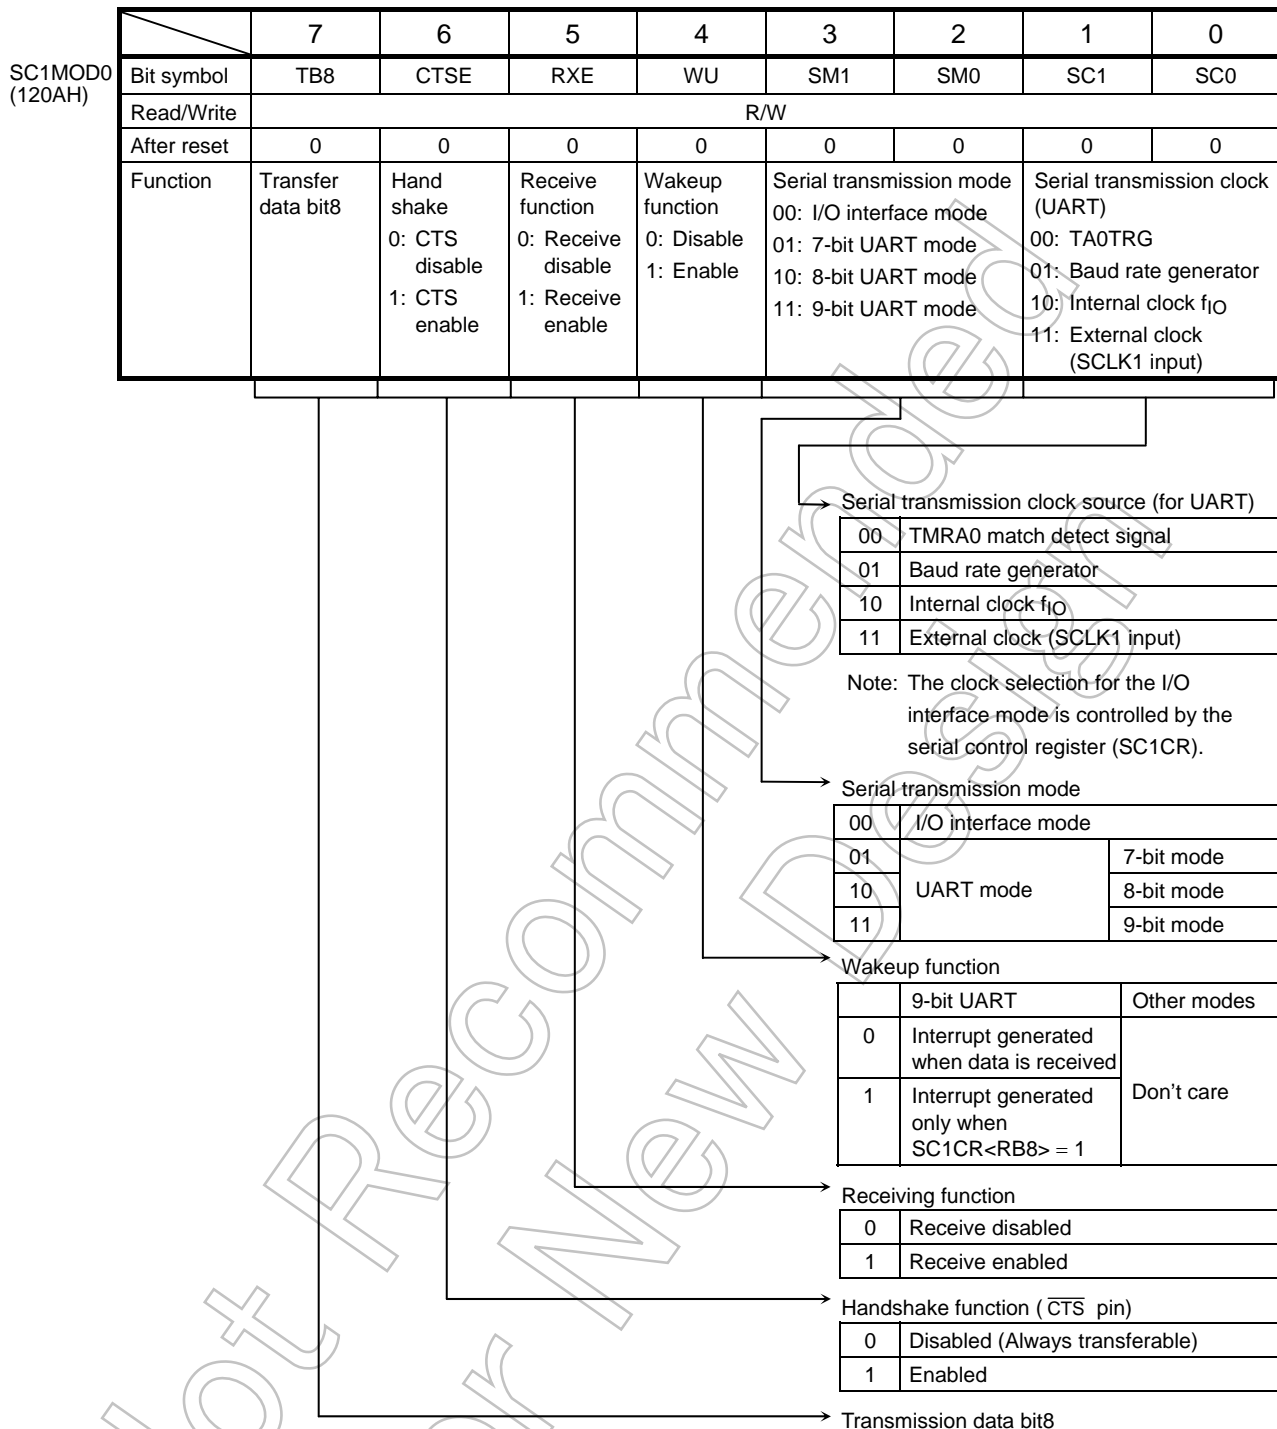 7 6 5 4 3 2 1 0
SC1MOD0
(120AH)
Bit symbol TB8 CTSE RXE WU SM1 SM0 SC1 SC0
Read/Write R/W
After reset 0 0 0 0 0 0 0 0
Function
Transfer
data bit8
Hand
shake
0: CTS
disable
1: CTS
enable
Receive
function
0: Receive
disable
1: Receive
enable
Wakeup
function
0: Disable
1: Enable
Serial transmission mode
00: I/O interface mode
01: 7-bit UART mode
10: 8-bit UART mode
11: 9-bit UART mode
Serial transmission clock
(UART)
00: TA0TRG
01: Baud rate generator
10: Internal clock fIO
11: External clock
(SCLK1 input)
Serial transmission clock source (for UART)
00 TMRA0 match detect signal
01 Baud rate generator
10 Internal clock fIO
11 External clock (SCLK1 input)
Note: The clock selection for the I/O
interface mode is controlled by the
serial control register (SC1CR).
Serial transmission mode
00 I/O interface mode
01 7-bit mode
10 UART mode 8-bit mode
11 9-bit mode
Wakeup function
9-bit UART Other modes
0 Interrupt generated
when data is received
1 Interrupt generated
only when
SC1CR<RB8> = 1
Don't care
Receiving function
0 Receive disabled
1 Receive enabled
Handshake function ( C̅T̅S̅ pin)
0 Disabled (Always transferable)
1 Enabled
Transmission data bit8
Not Recommended
for New Design